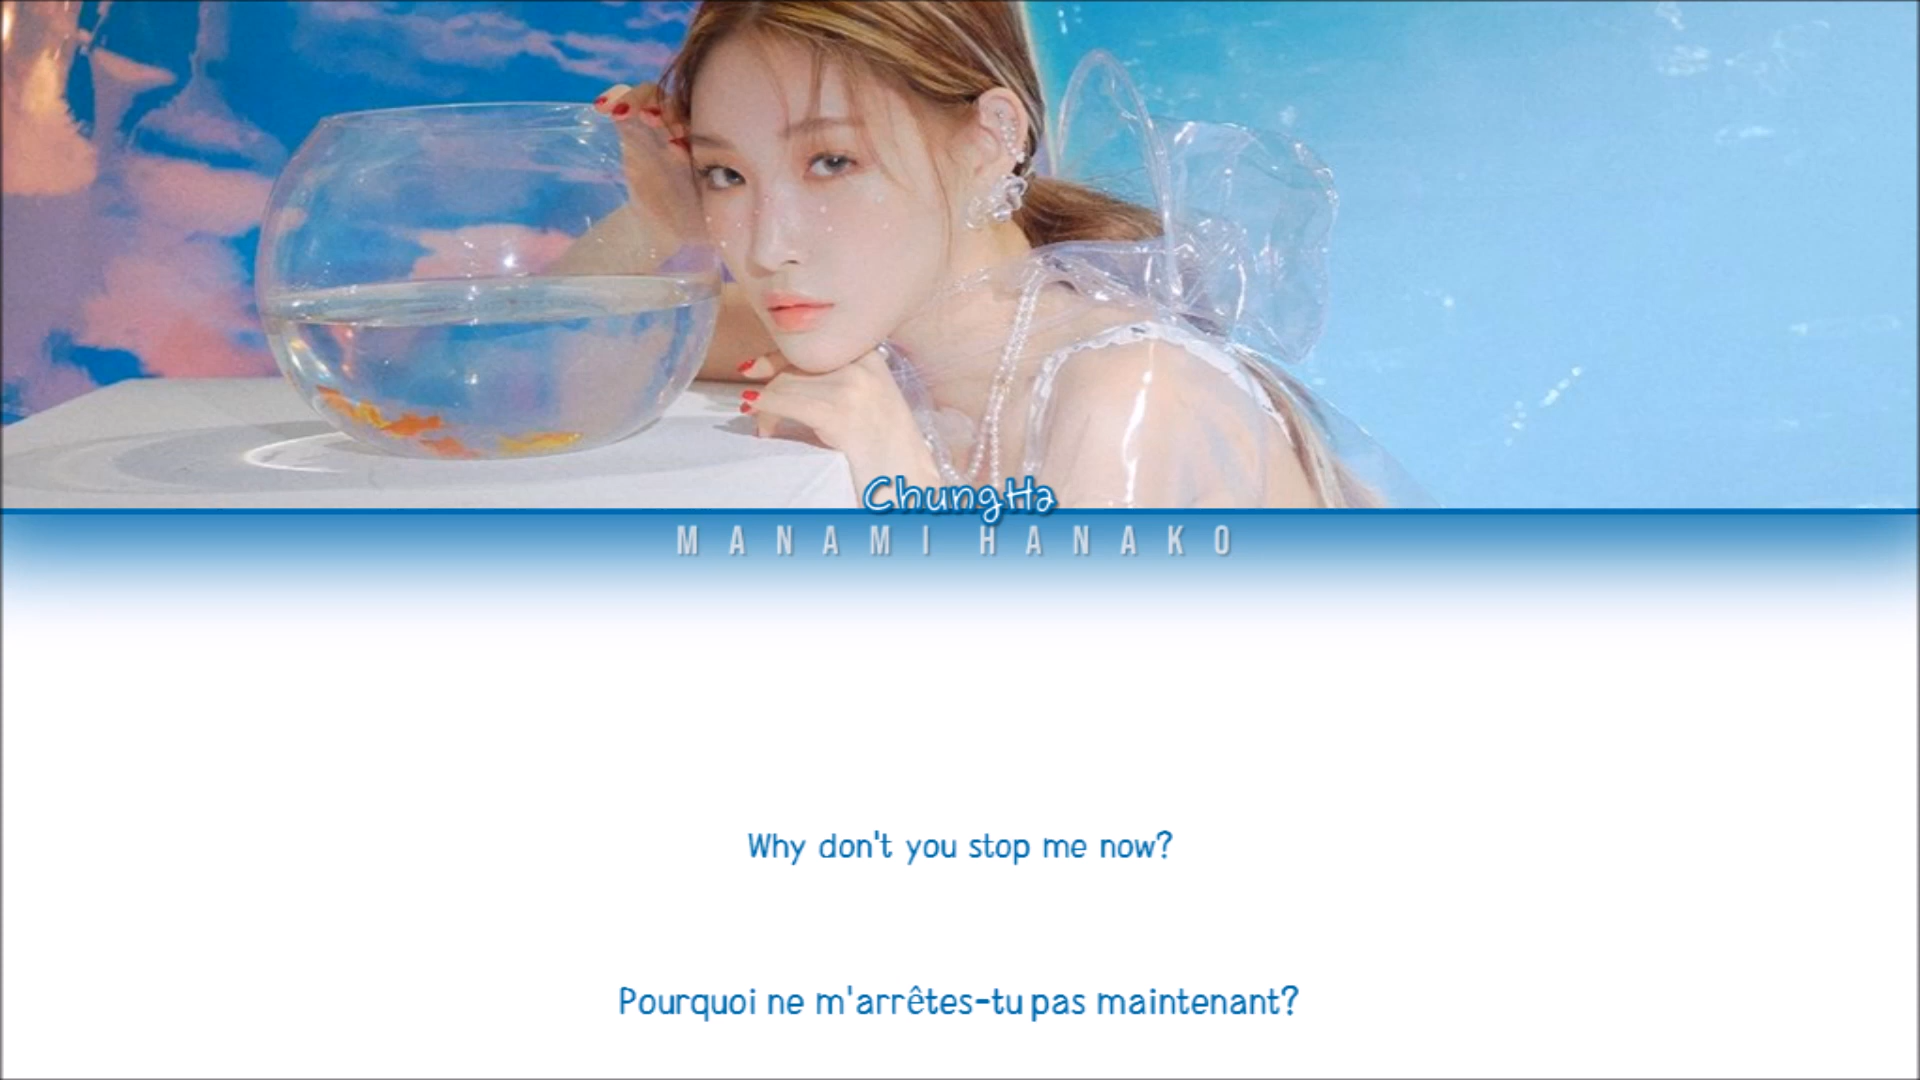 ChungHa
MANAMI HANAKO
Why don't you stop me now?
Pourquoi ne m'arrêtes-tu pas maintenant?